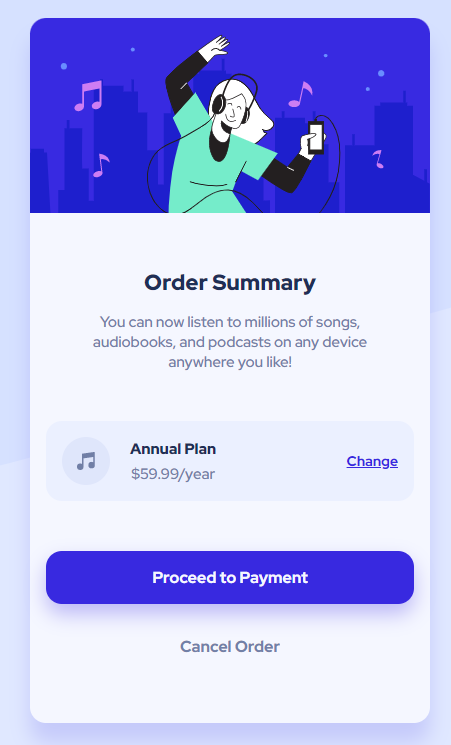 Order Summary
You can now listen to millions of songs,
audiobooks, and podcasts on any device
anywhere you like!
Annual Plan
$59.99/year
Change
Proceed to Payment
Cancel Order